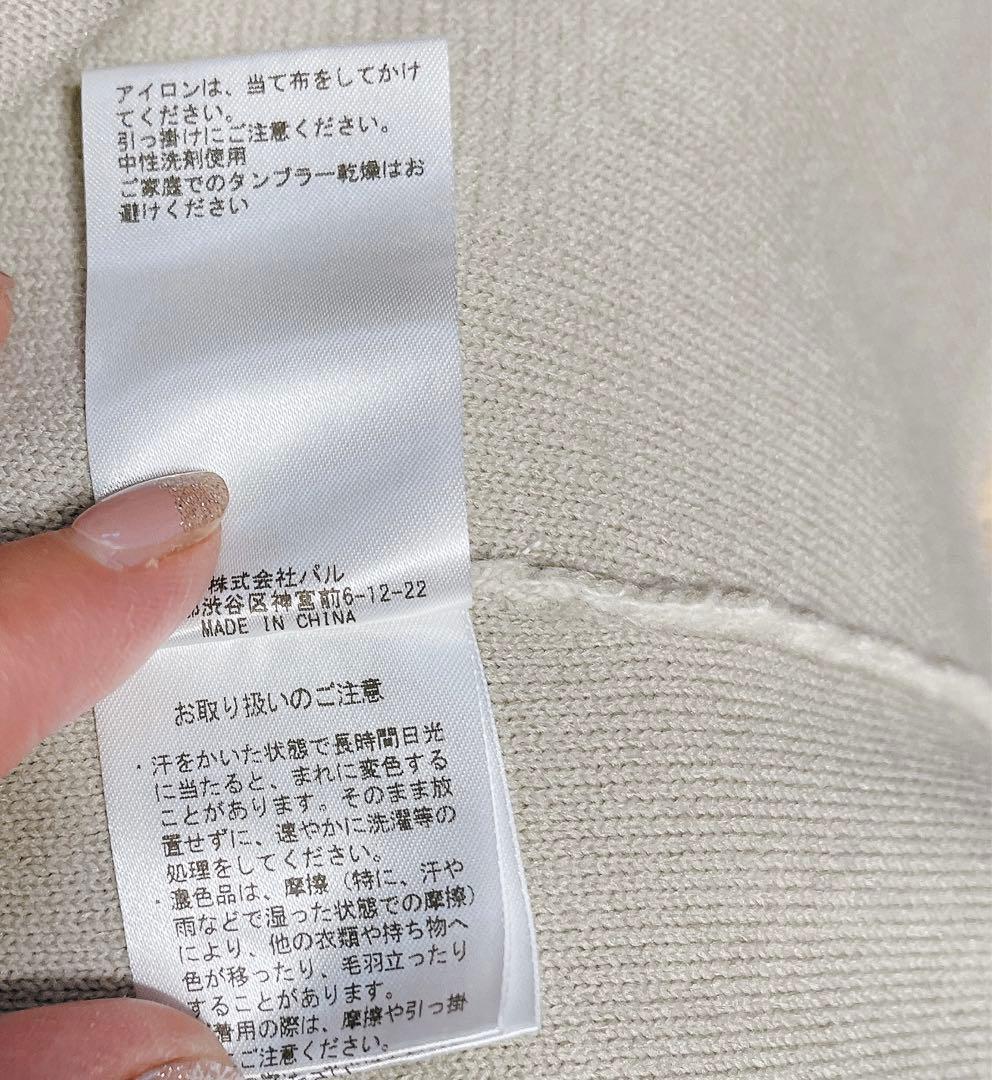 アイロンは、当て布をしてかけ
てください。
引っ掛けにご注意ください。
中性洗剤使用
ご家庭でのタンブラー乾燥はお
避けください
株式会社パル
渋谷区神宮前6-12-22
MADE IN CHINA
お取り扱いのご注意
・汗をかいた状態で長時間日光
に当たると、まれに変色する
ことがあります。そのまま放
置せずに、速やかに洗濯等の
処理をしてください。
・濃色品は、摩擦（特に、汗や
雨などで湿った状態での摩擦）
により、他の衣類や持ち物へ
色が移ったり、毛羽立ったり
することがあります。
着用の際は、摩擦や引っ掛
ご注意ください。